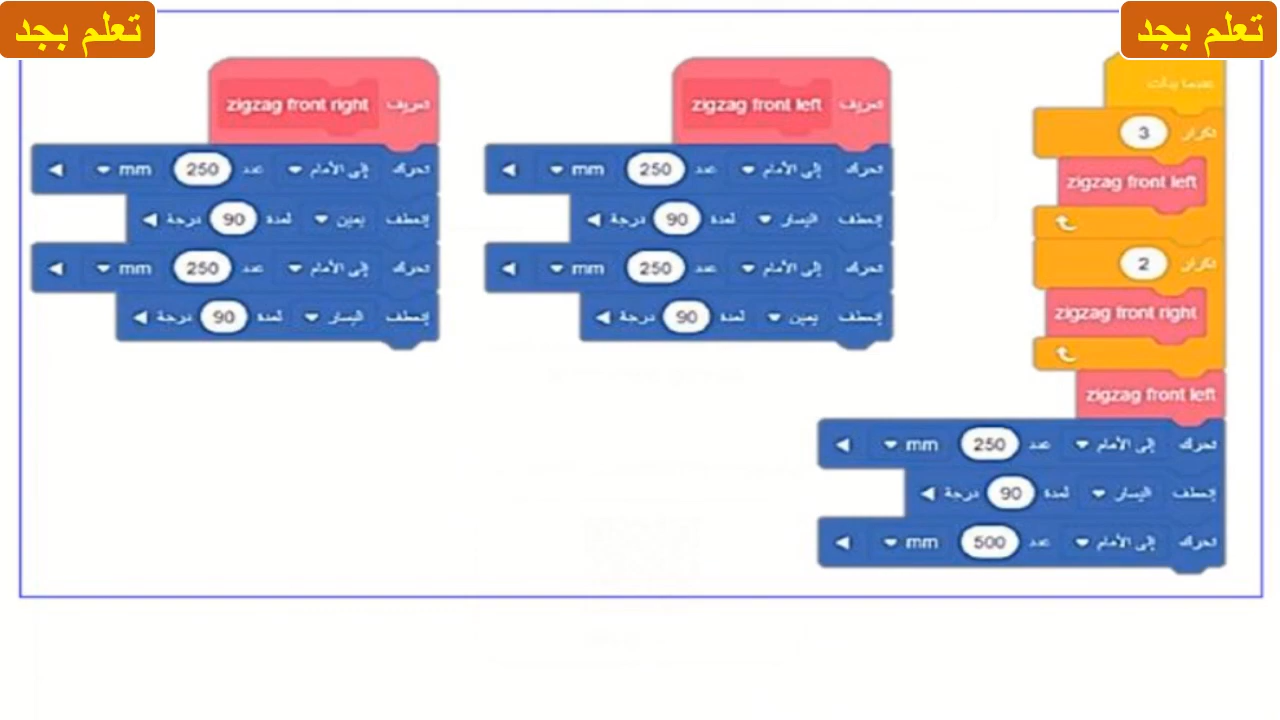 تعلم بجد
تعلم بجد
عندما بدأت
تكرار 3
zigzag front left
تكرار 2
zigzag front right
zigzag front left
تحرك إلى الأمام عدد 250 mm
إنعطف اليسار لمدة 90 درجة
تحرك إلى الأمام عدد 500 mm
تعريف zigzag front left
تحرك إلى الأمام عدد 250 mm
إنعطف اليسار لمدة 90 درجة
تحرك إلى الأمام عدد 250 mm
إنعطف يمين لمدة 90 درجة
تعريف zigzag front right
تحرك إلى الأمام عدد 250 mm
إنعطف يمين لمدة 90 درجة
تحرك إلى الأمام عدد 250 mm
إنعطف اليسار لمدة 90 درجة